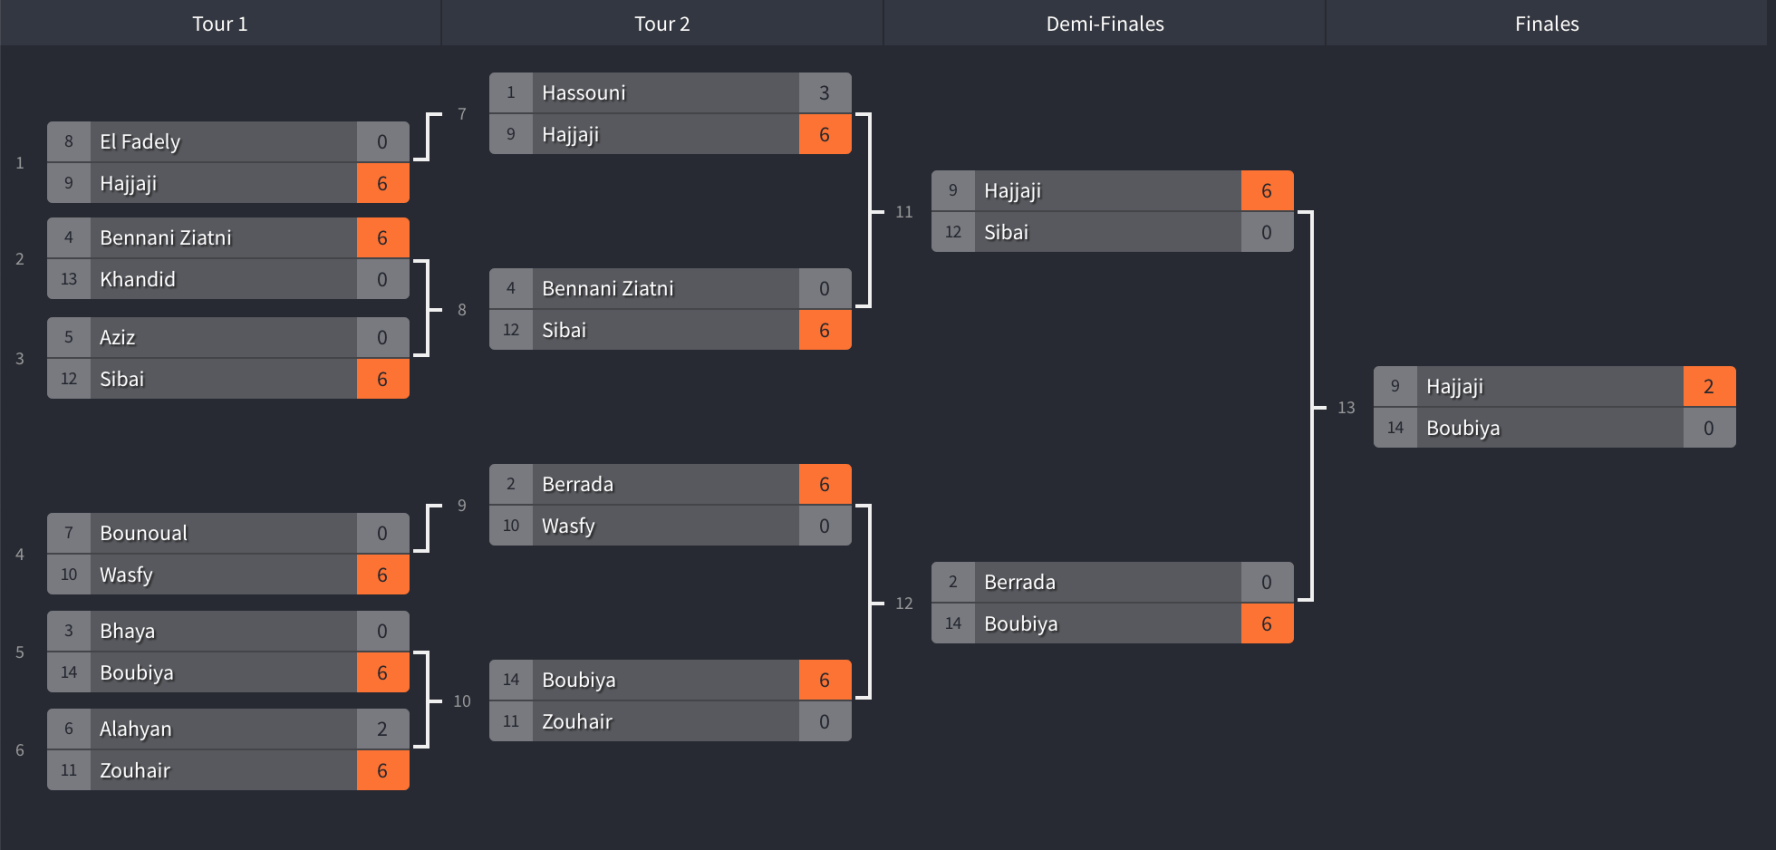 Tour 1
Tour 2
Demi-Finales
Finales
1
8 El Fadely 0
9 Hajjaji 6
2
4 Bennani Ziatni 6
13 Khandid 0
3
5 Aziz 0
12 Sibai 6
4
7 Bounoual 0
10 Wasfy 6
5
3 Bhaya 0
14 Boubiya 6
6
6 Alahyan 2
11 Zouhair 6
7
1 Hassouni 3
9 Hajjaji 6
8
4 Bennani Ziatni 0
12 Sibai 6
9
2 Berrada 6
10 Wasfy 0
10
14 Boubiya 6
11 Zouhair 0
11
9 Hajjaji 6
12 Sibai 0
12
2 Berrada 0
14 Boubiya 6
13
9 Hajjaji 2
14 Boubiya 0